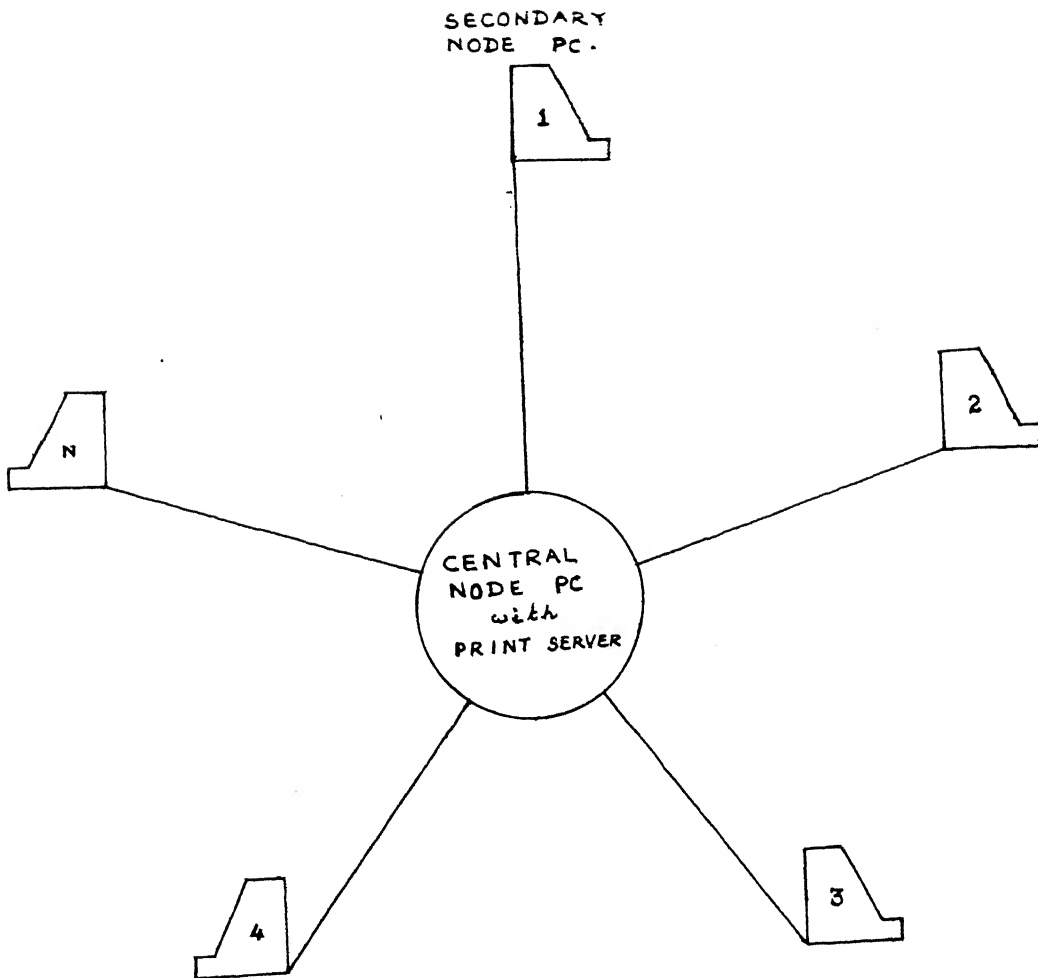 SECONDARY
NODE PC.
1
2
N
CENTRAL
NODE PC
with
PRINT SERVER
3
4